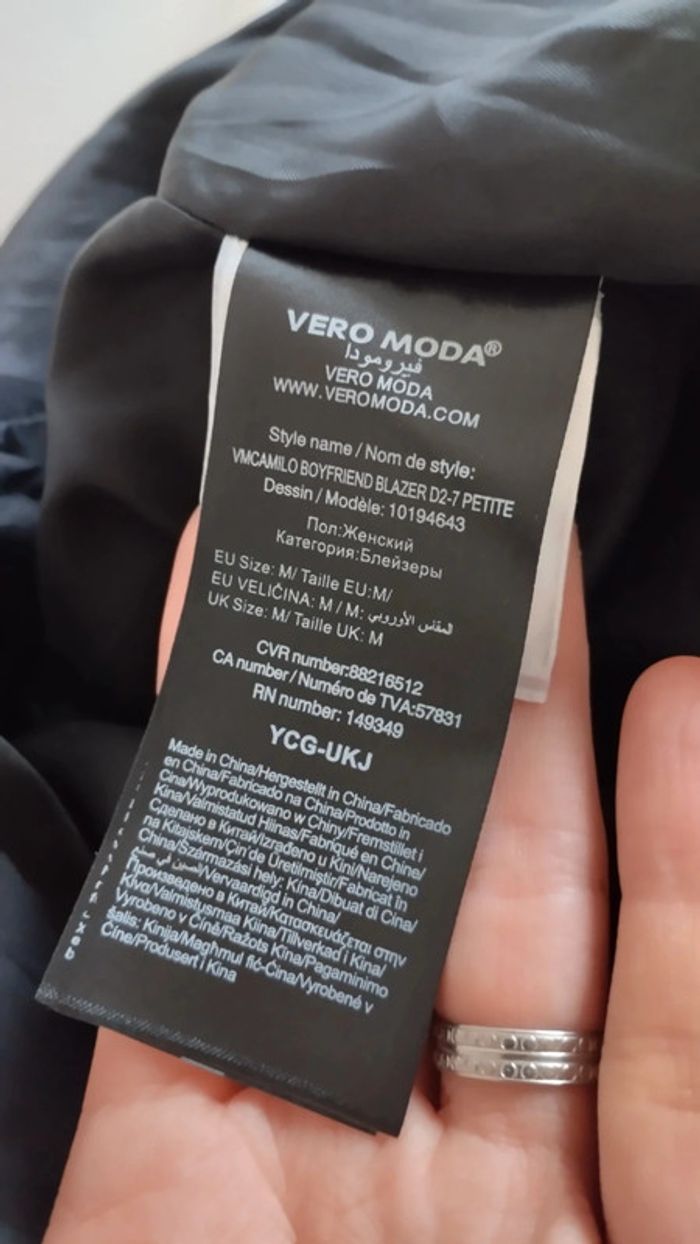 VERO MODA®
فيرومودا
VERO MODA
WWW.VEROMODA.COM
Style name / Nom de style:
VMCAMILO BOYFRIEND BLAZER D2-7 PETITE
Dessin / Modèle: 10194643
Пол:Женский
Категория:Блейзеры
EU Size: M/ Taille EU:M/
EU VELIČINA: M / M: المقاس الأوروبي
UK Size: M/ Taille UK: M
CVR number:88216512
CA number / Numéro de TVA:57831
RN number: 149349
YCG-UKJ
Made in China/Hergestellt in China/Fabricado
en China/Fabricado na China/Prodotto in
Cina/Wyprodukowano w Chiny/Fremstillet i
Kina/Valmistatud Hiinas/Fabriqué en Chine/
Сделано в Китай/Izrađeno u Kini/Narejeno
na Kitajskem/Çin'de Üretilmiştir/Fabricat în
China/Származási hely: Kína/Dibuat di Cina/
صنع في الصين/Vervaardigd in China/
Произведено в Китай/Κατασκευάζεται στην
Κίνα/Valmistusmaa Kiina/Tillverkad i Kina/
Vyrobeno v Číně/Ražots Ķīna/Pagaminimo
šalis: Kinija/Magħmul fiċ-Ċina/Vyrobené v
Číne/Produsert i Kina